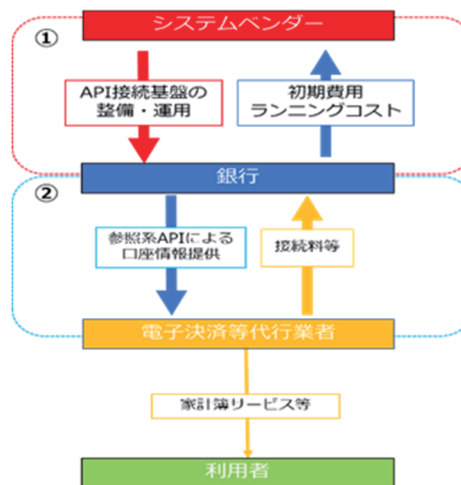 システムベンダー
①
API接続基盤の
整備・運用
初期費用
ランニングコスト
銀行
②
参照系APIによる
口座情報提供
接続料等
電子決済等代行業者
家計簿リービス等
利用者